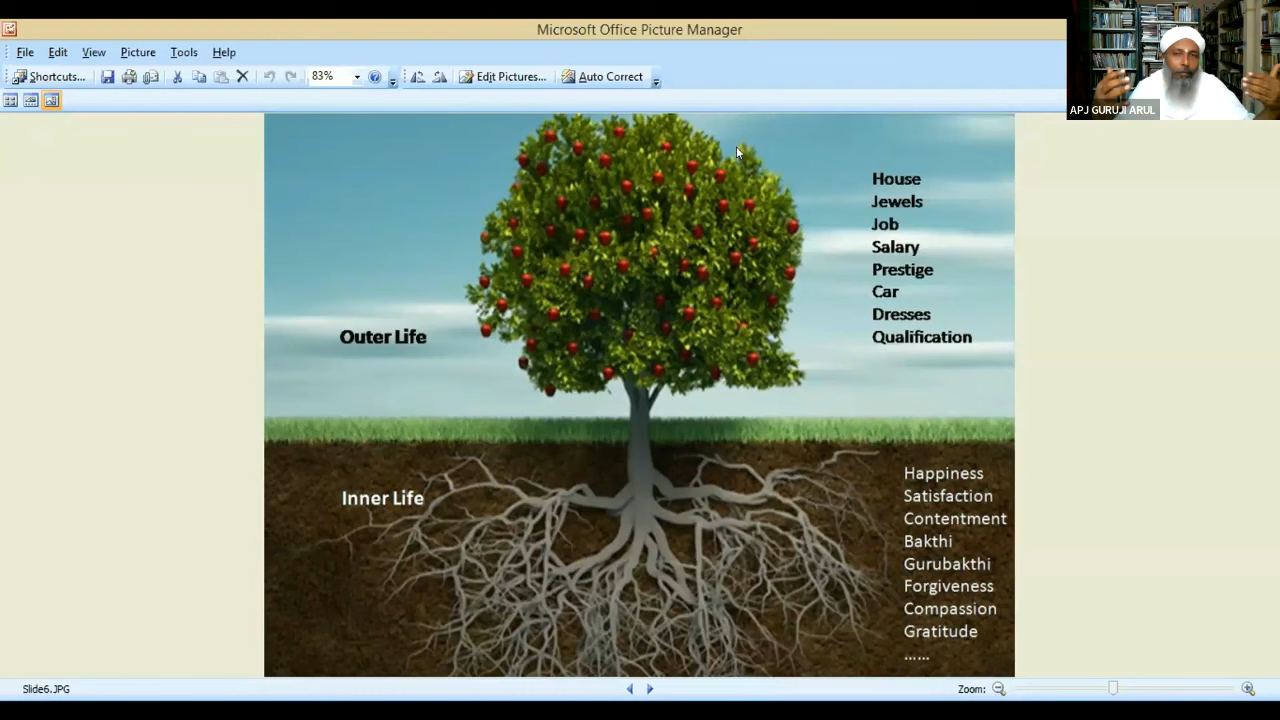 Microsoft Office Picture Manager
File Edit View Picture Tools Help
Shortcuts... 83% Edit Pictures... Auto Correct
APJ GURUJI ARUL
House
Jewels
Job
Salary
Prestige
Car
Dresses
Qualification
Outer Life
Inner Life
Happiness
Satisfaction
Contentment
Bakthi
Gurubakthi
Forgiveness
Compassion
Gratitude
......
Slide6.JPG
Zoom: